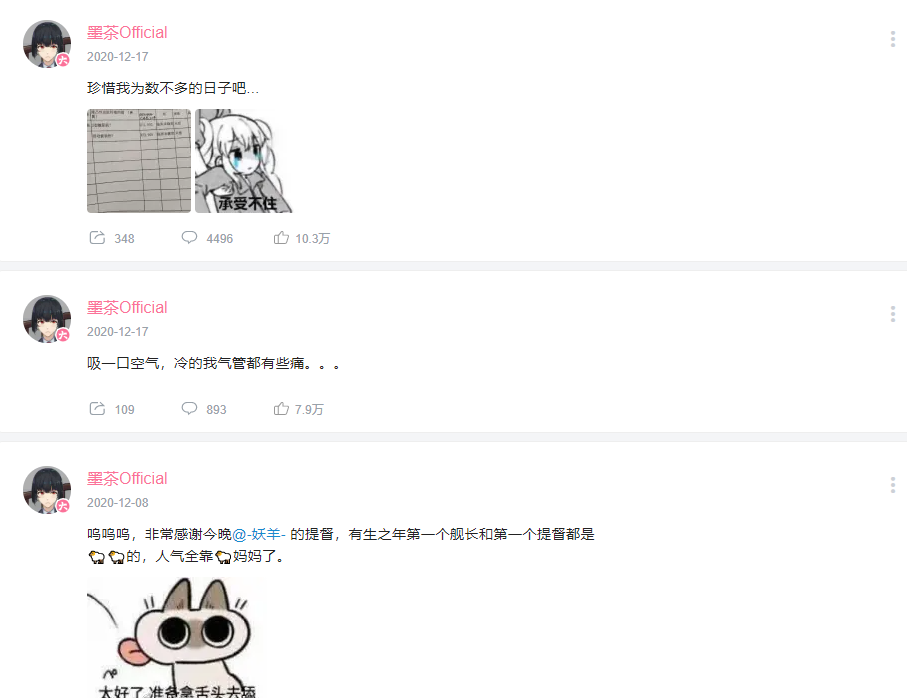 墨茶Official
2020-12-17
珍惜我为数不多的日子吧...
承受不住
348
4496
10.3万
墨茶Official
2020-12-17
吸一口空气，冷的我气管都有些痛。。。
109
893
7.9万
墨茶Official
2020-12-08
呜呜呜，非常感谢今晚@-妖羊- 的提督，有生之年第一个舰长和第一个提督都是
🐑🐑的，人气全靠🐑妈妈了。
太好了 准备拿舌头去舔